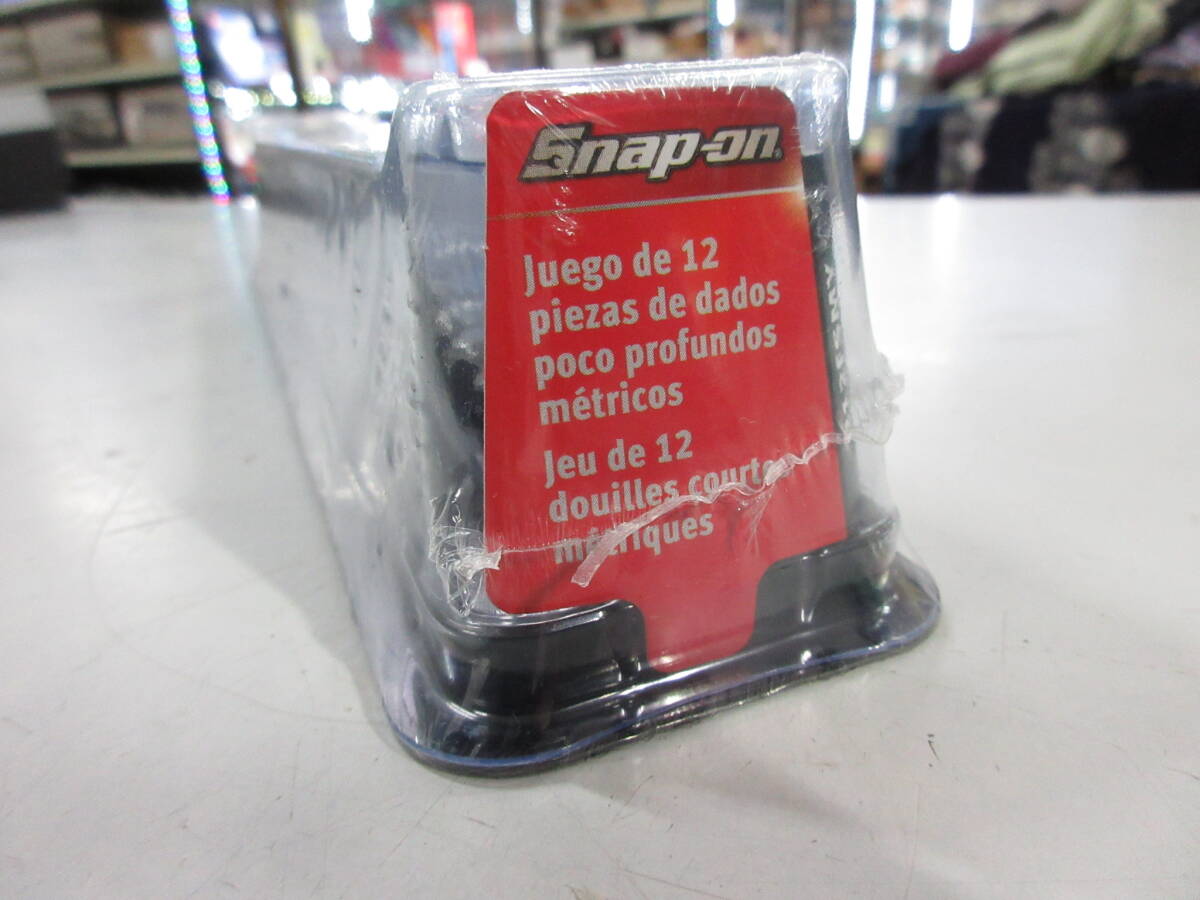 Snap-on
Juego de 12
piezas de dados
poco profundos
métricos
Jeu de 12
douilles courtes
métriques